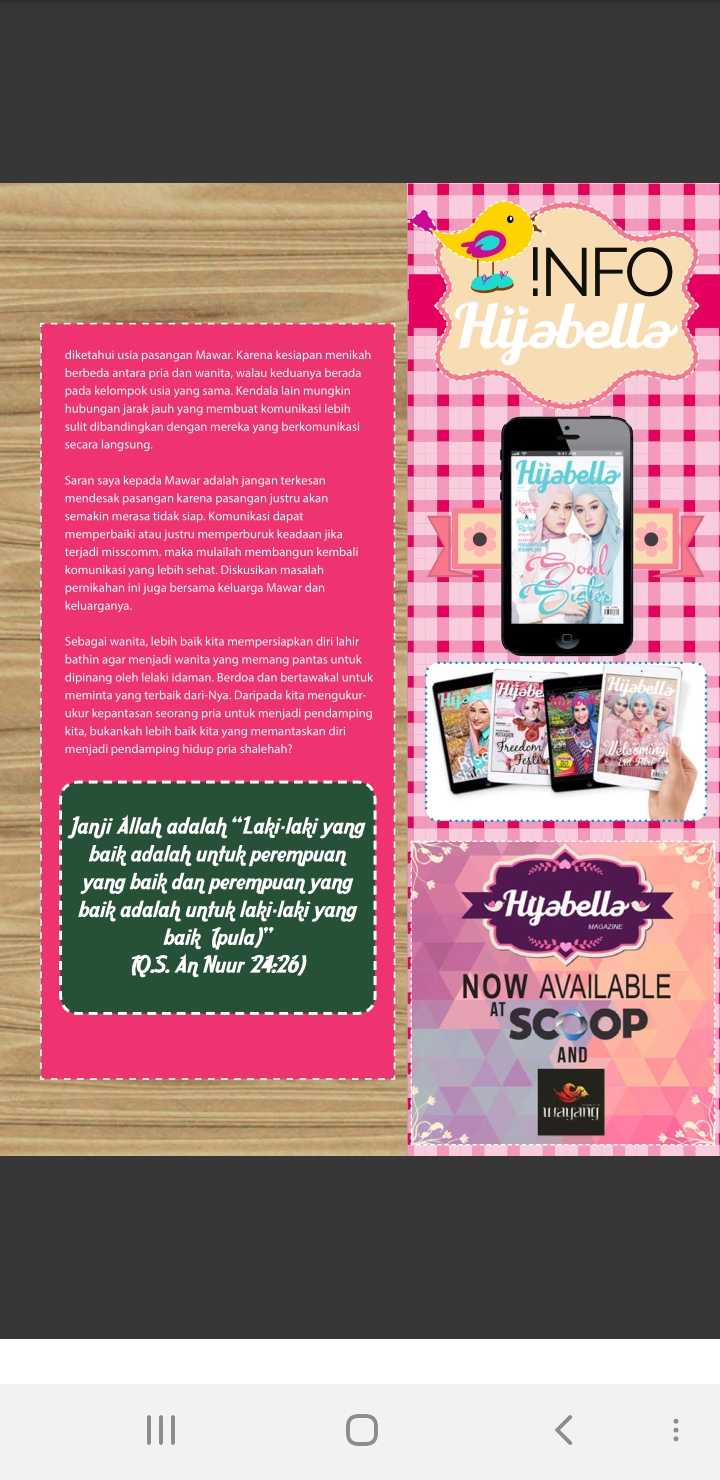 diketahui usia pasangan Mawar. Karena kesiapan menikah
berbeda antara pria dan wanita, walau keduanya berada
pada kelompok usia yang sama. Kendala lain mungkin
hubungan jarak jauh yang membuat komunikasi lebih
sulit dibandingkan dengan mereka yang berkomunikasi
secara langsung.
Saran saya kepada Mawar adalah jangan terkesan
mendesak pasangan karena pasangan justru akan
semakin merasa tidak siap. Komunikasi dapat
memperbaiki atau justru memperburuk keadaan jika
terjadi misscomm. maka mulailah membangun kembali
komunikasi yang lebih sehat. Diskusikan masalah
pernikahan ini juga bersama keluarga Mawar dan
keluarganya.
Sebagai wanita, lebih baik kita mempersiapkan diri lahir
bathin agar menjadi wanita yang memang pantas untuk
dipinang oleh lelaki idaman. Berdoa dan bertawakal untuk
meminta yang terbaik dari-Nya. Daripada kita mengukur-
ukur kepantasan seorang pria untuk menjadi pendamping
kita, bukankah lebih baik kita yang memantaskan diri
menjadi pendamping hidup pria shalehah?
Janji Allah adalah “Laki-laki yang
baik adalah untuk perempuan
yang baik dan perempuan yang
baik adalah untuk laki-laki yang
baik (pula)”
(Q.S. An Nuur 24:26)
!NFO
Hijabella
9:41 AM
Hijabella
Soul
Sister
Hijabella
Hijabella
Freedom
Hijabella
Welcoming
Eid Fitri
Hijabella
MAGAZINE
NOW AVAILABLE
AT SCOOP
AND
wayang